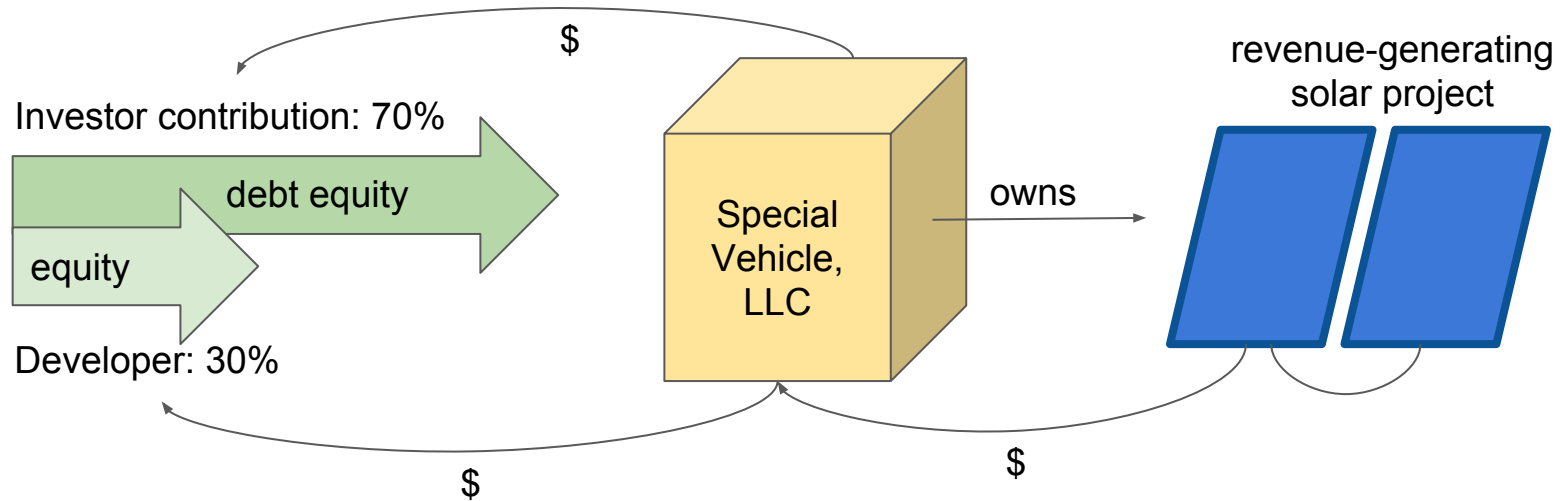 $
revenue-generating
solar project
Investor contribution: 70%
debt equity
equity
Developer: 30%
Special
Vehicle,
LLC
owns
$
$